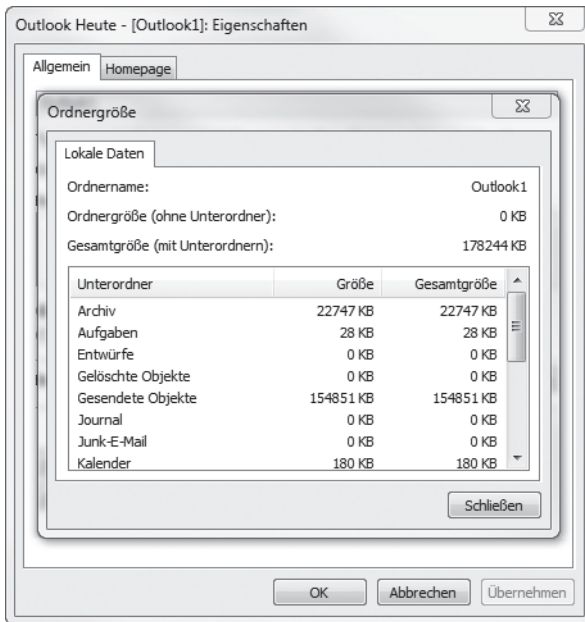 Outlook Heute - [Outlook1]: Eigenschaften
Allgemein Homepage
Ordnergröße
Lokale Daten
Ordnername: Outlook1
Ordnergröße (ohne Unterordner): 0 KB
Gesamtgröße (mit Unterordnern): 178244 KB
Unterordner Größe Gesamtgröße
Archiv 22747 KB 22747 KB
Aufgaben 28 KB 28 KB
Entwürfe 0 KB 0 KB
Gelöschte Objekte 0 KB 0 KB
Gesendete Objekte 154851 KB 154851 KB
Journal 0 KB 0 KB
Junk-E-Mail 0 KB 0 KB
Kalender 180 KB 180 KB
Schließen
OK Abbrechen Übernehmen